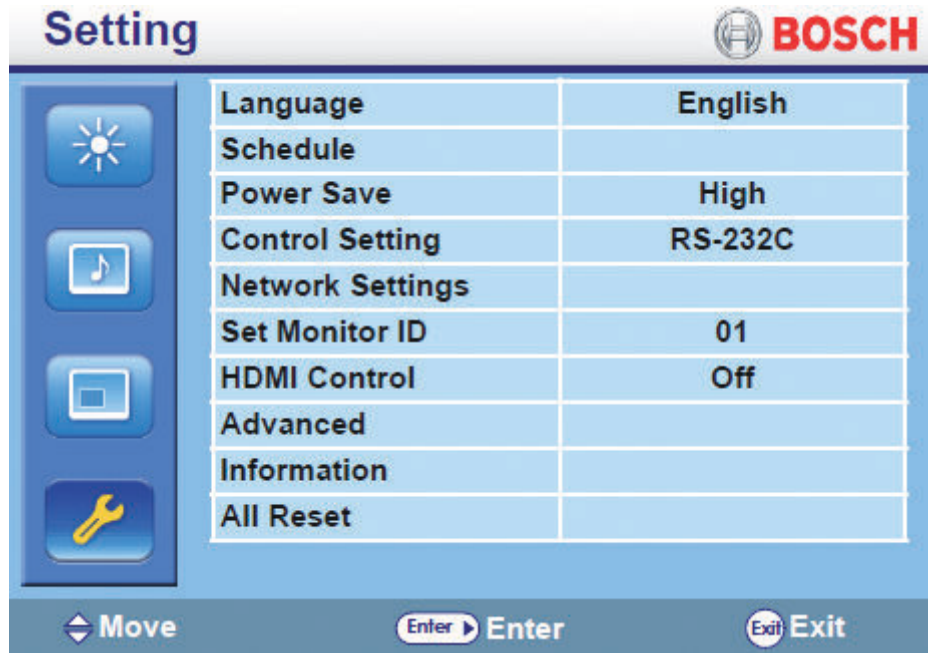 Setting BOSCH
Language English
Schedule
Power Save High
Control Setting RS-232C
Network Settings
Set Monitor ID 01
HDMI Control Off
Advanced
Information
All Reset
Move Enter Enter Exit Exit